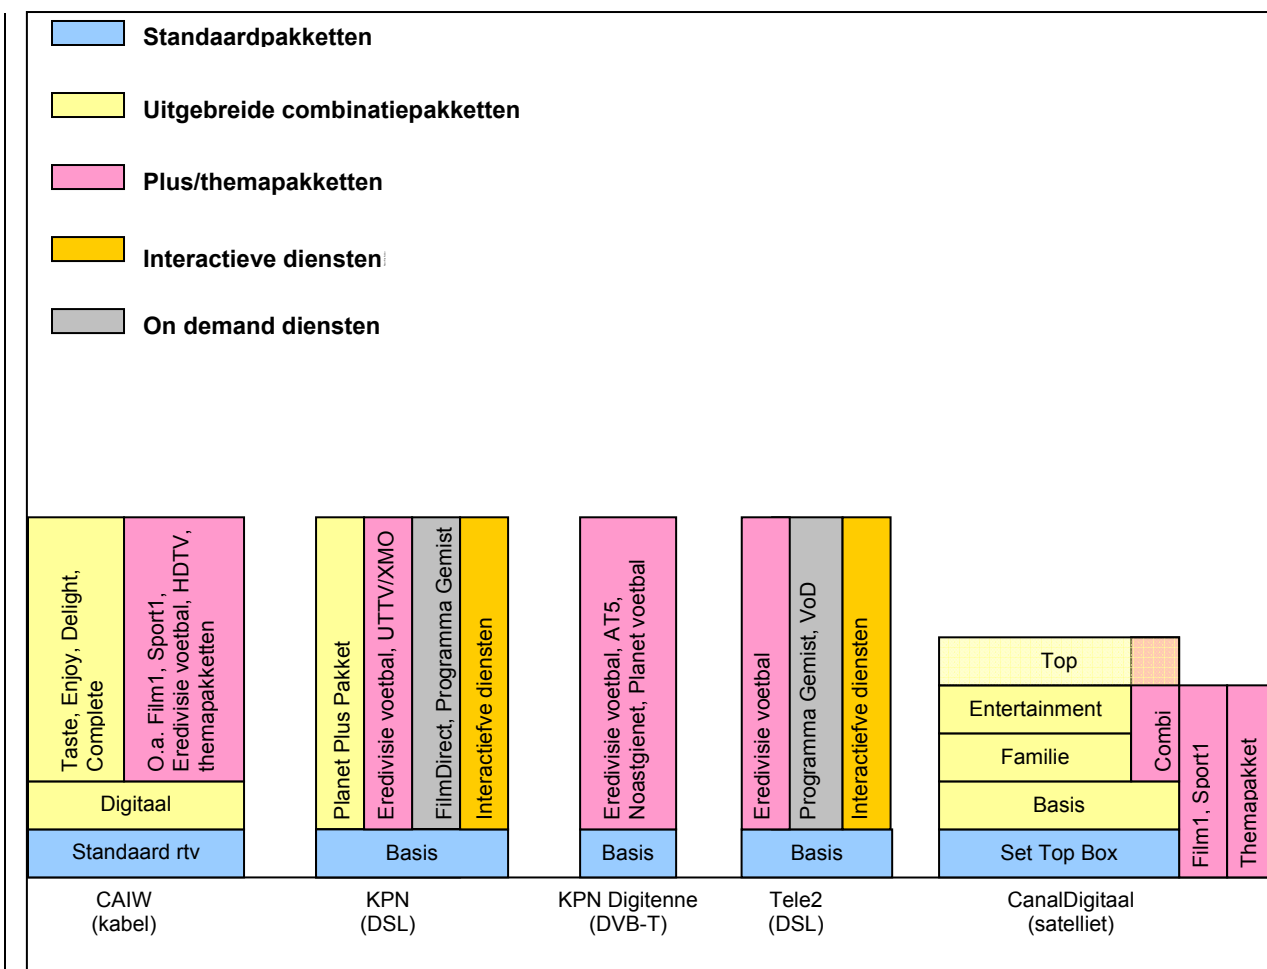 Standaardpakketten
Uitgebreide combinatiepakketten
Plus/themapakketten
Interactieve diensten
On demand diensten
Taste, Enjoy, Delight,
Complete
O.a. Film1, Sport1,
Eredivisie voetbal, HDTV,
themapakketten
Digitaal
Standaard rtv
CAIW
(kabel)
Planet Plus Pakket
Eredivisie voetbal, UTTV/XMO
FilmDirect, Programma Gemist
Interactiefve diensten
Basis
KPN
(DSL)
Eredivisie voetbal, AT5,
Noastgienet, Planet voetbal
Basis
KPN Digitenne
(DVB-T)
Eredivisie voetbal
Programma Gemist, VoD
Interactiefve diensten
Basis
Tele2
(DSL)
Top
Entertainment
Familie
Combi
Basis
Set Top Box
Film1, Sport1
Themapakket
CanalDigitaal
(satelliet)